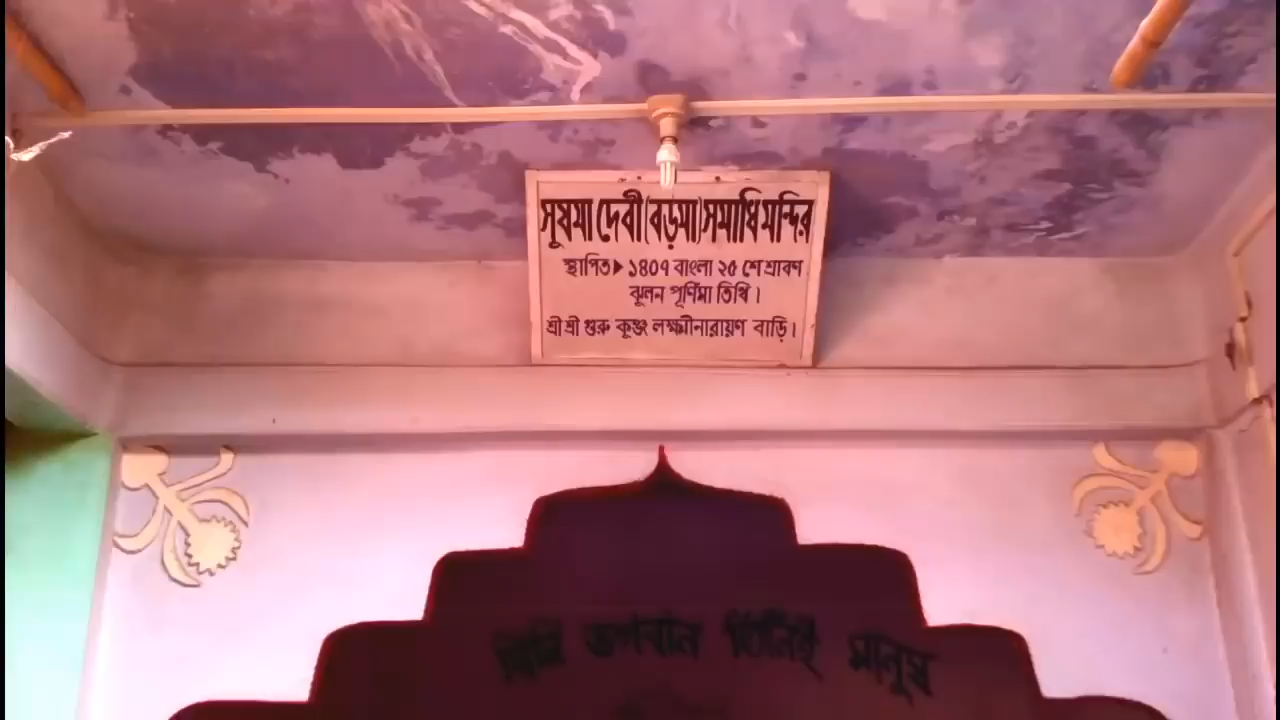 সুষমা দেবী (বড়মা) সমাধি মন্দির
স্থাপিত▶ ১৪০৭ বাংলা ২৫ শে শ্রাবণ
ঝুলন পূর্ণিমা তিথি।
শ্রী শ্রী গুরু কুঞ্জ লক্ষ্মীনারায়ণ বাড়ি।
যিনি ভগবান তিনিই মানুষ